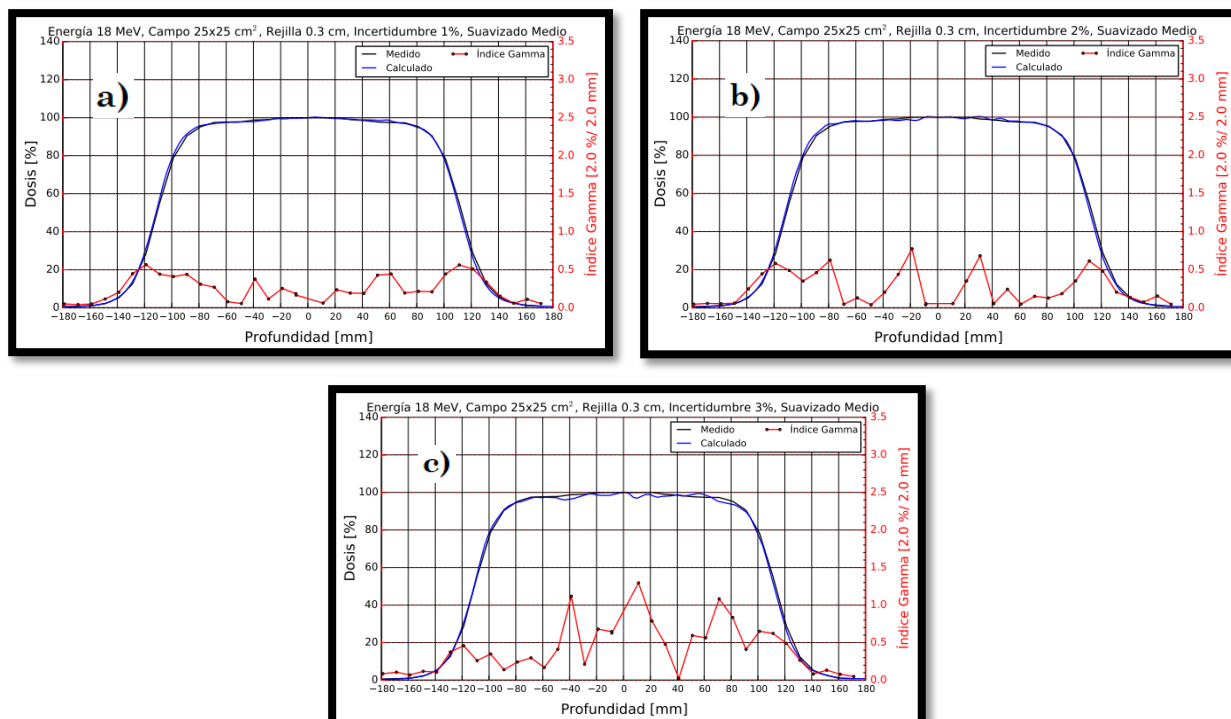 Energía 18 MeV, Campo 25x25 cm², Rejilla 0.3 cm, Incertidumbre 1%, Suavizado Medio
a)
Medido
Calculado
Índice Gamma
Dosis [%]
140
120
100
80
60
40
20
0
3.5
3.0
2.5
2.0
1.5
1.0
0.5
0.0
Índice Gamma [2.0 %/ 2.0 mm]
−180 −160 −140 −120 −100 −80 −60 −40 −20 0 20 40 60 80 100 120 140 160 180
Profundidad [mm]
Energía 18 MeV, Campo 25x25 cm², Rejilla 0.3 cm, Incertidumbre 2%, Suavizado Medio
b)
Medido
Calculado
Índice Gamma
Dosis [%]
140
120
100
80
60
40
20
0
3.5
3.0
2.5
2.0
1.5
1.0
0.5
0.0
Índice Gamma [2.0 %/ 2.0 mm]
−180 −160 −140 −120 −100 −80 −60 −40 −20 0 20 40 60 80 100 120 140 160 180
Profundidad [mm]
Energía 18 MeV, Campo 25x25 cm², Rejilla 0.3 cm, Incertidumbre 3%, Suavizado Medio
c)
Medido
Calculado
Índice Gamma
Dosis [%]
140
120
100
80
60
40
20
0
3.5
3.0
2.5
2.0
1.5
1.0
0.5
0.0
Índice Gamma [2.0 %/ 2.0 mm]
−180 −160 −140 −120 −100 −80 −60 −40 −20 0 20 40 60 80 100 120 140 160 180
Profundidad [mm]